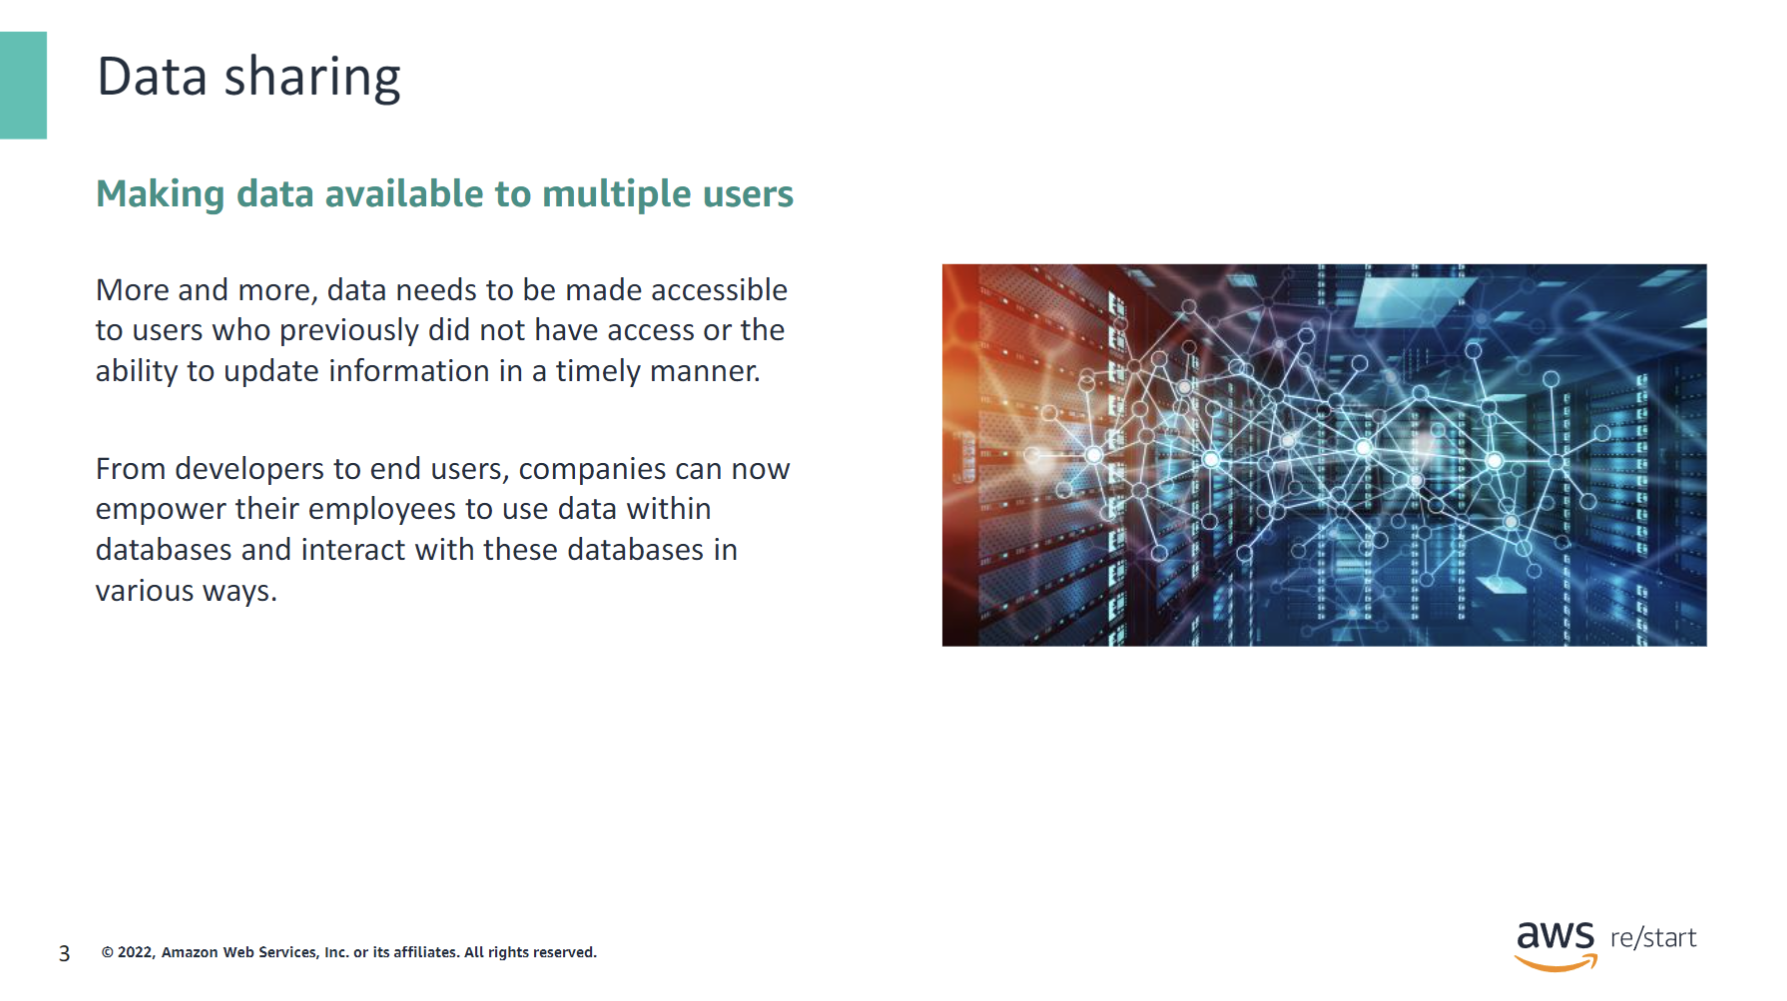 Data sharing
Making data available to multiple users
More and more, data needs to be made accessible
to users who previously did not have access or the
ability to update information in a timely manner.
From developers to end users, companies can now
empower their employees to use data within
databases and interact with these databases in
various ways.
3
© 2022, Amazon Web Services, Inc. or its affiliates. All rights reserved.
aws re/start